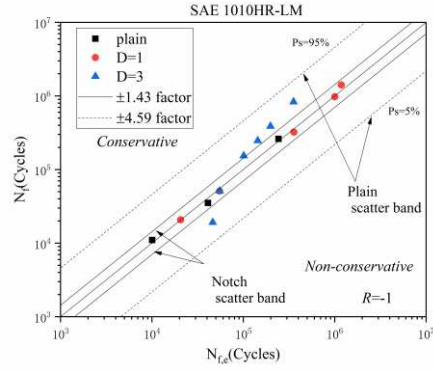 SAE 1010HR-LM
plain
D=1
D=3
±1.43 factor
±4.59 factor
Conservative
Ps=95%
Ps=5%
Plain
scatter band
Notch
scatter band
Non-conservative
R=-1
N_f(Cycles)
10^7
10^6
10^5
10^4
10^3
10^3 10^4 10^5 10^6 10^7
N_f,e(Cycles)